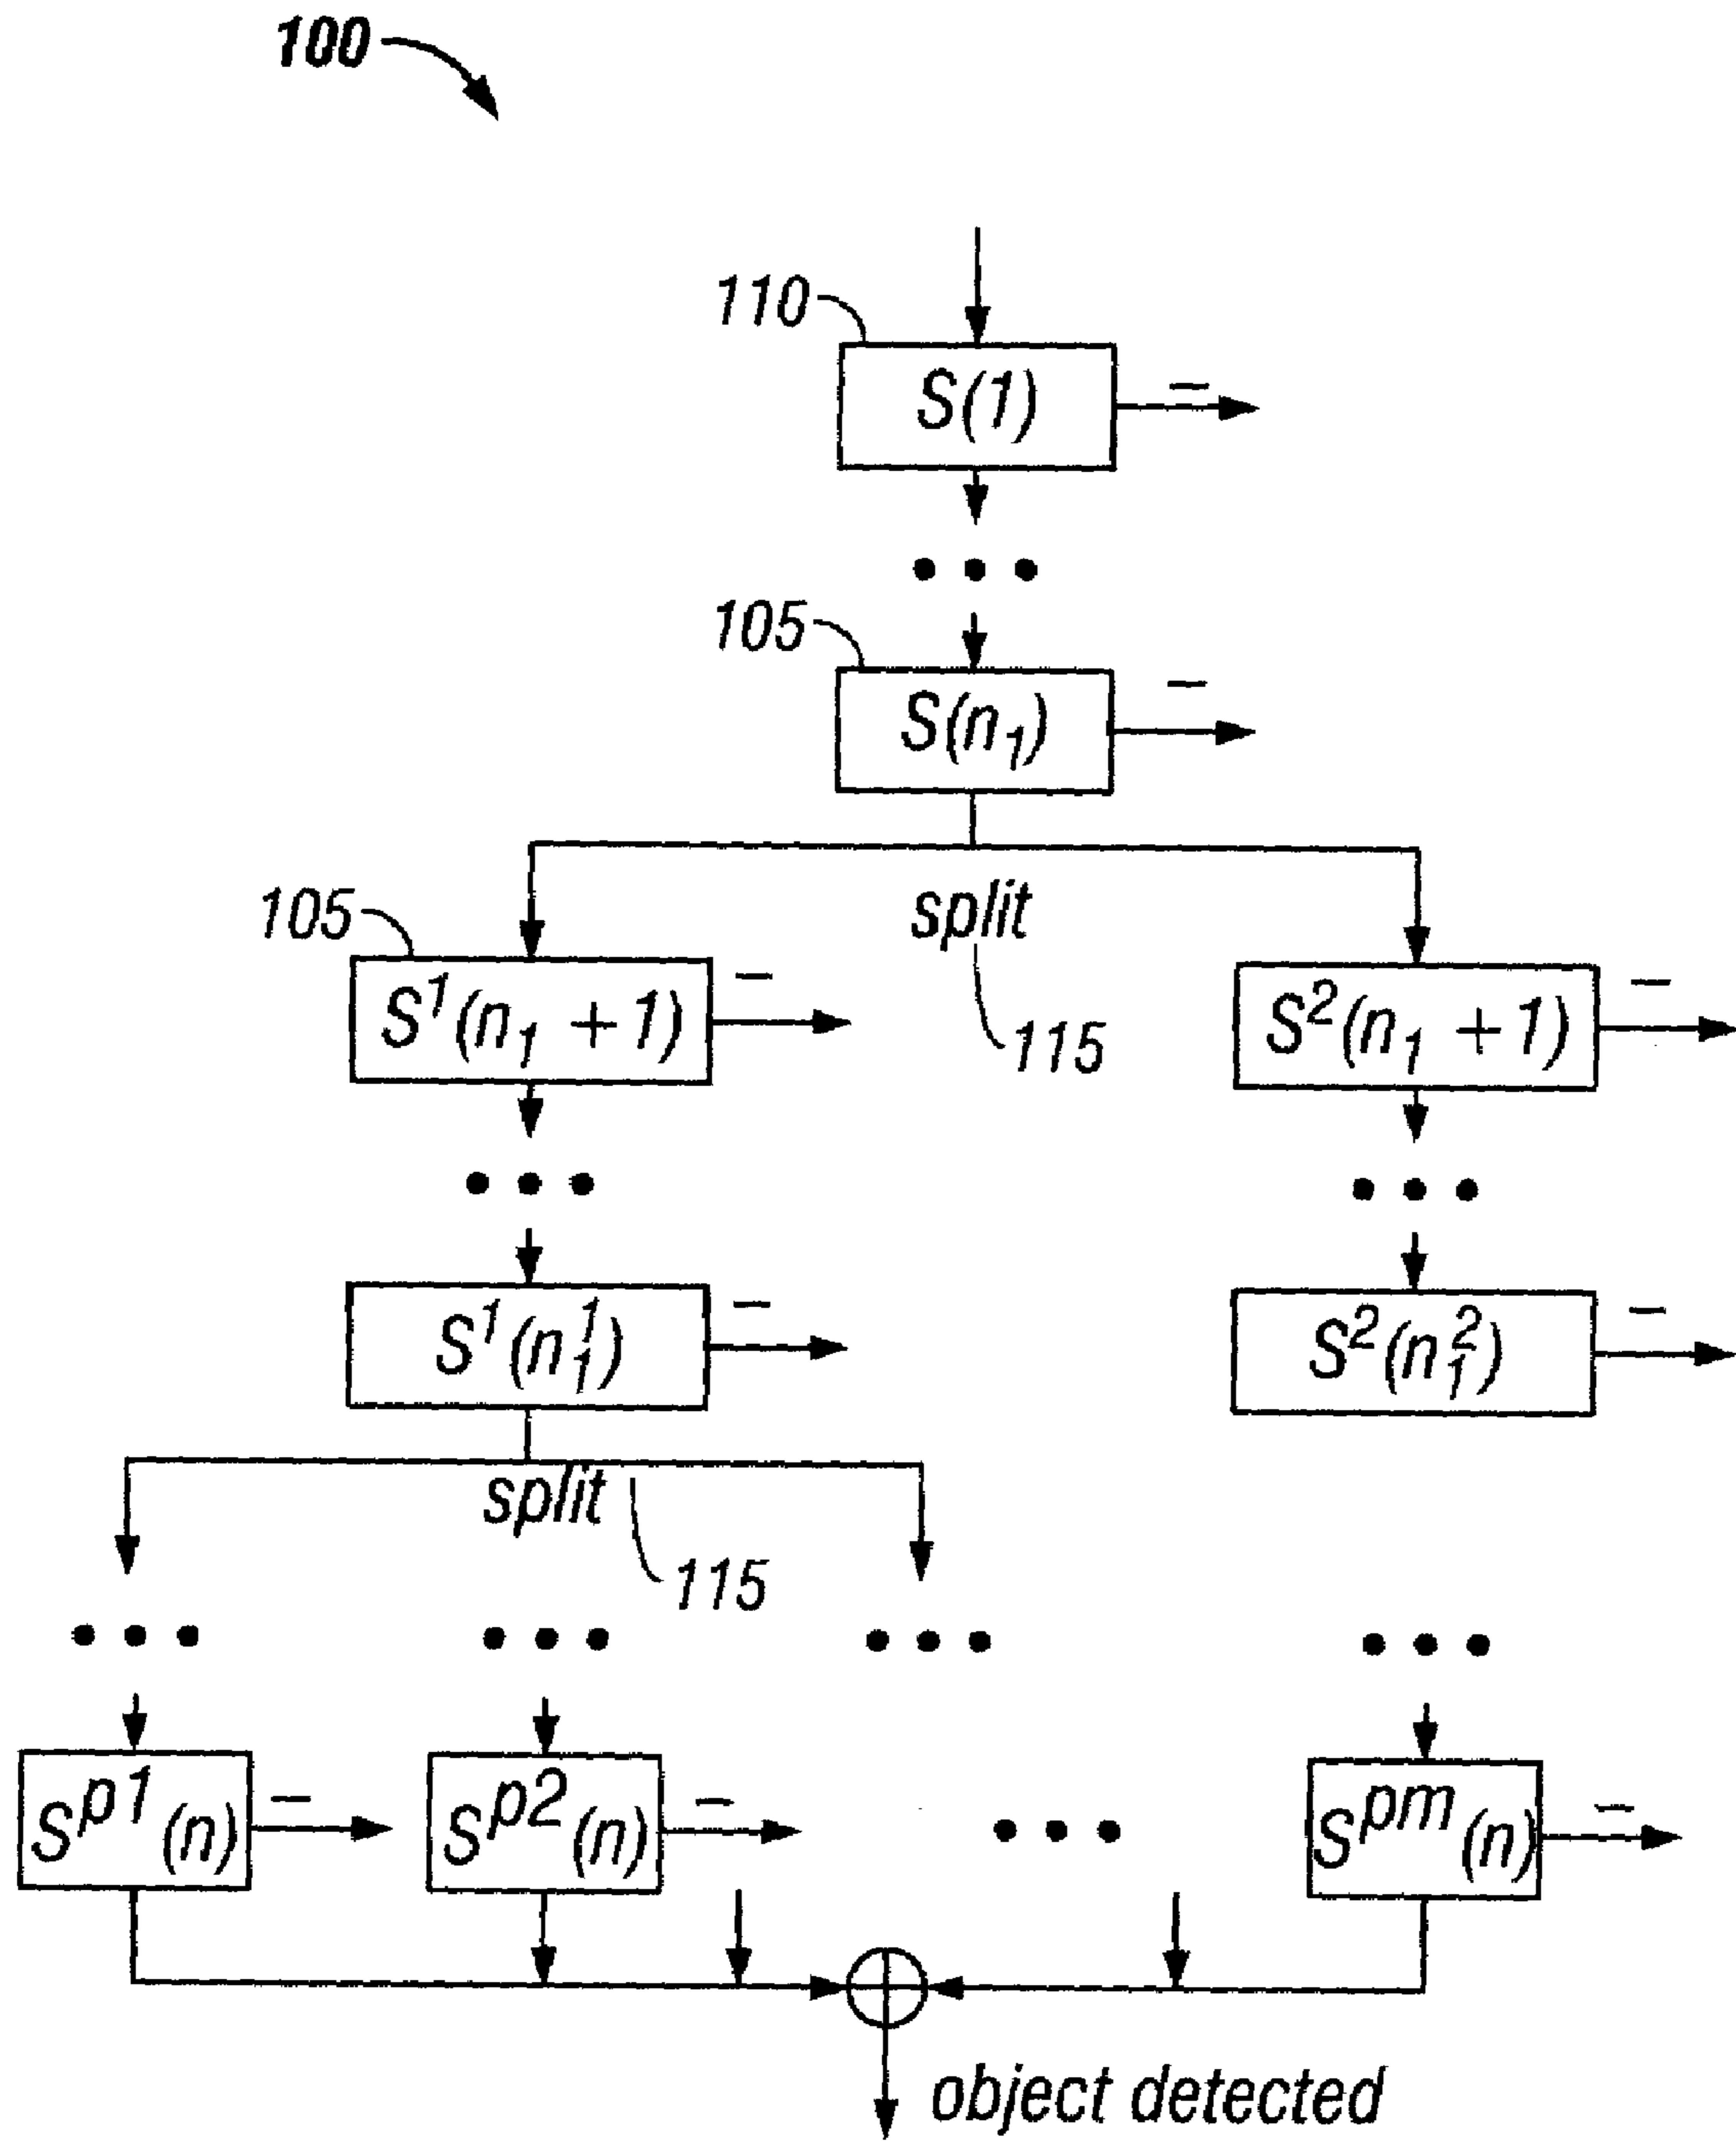 100
110
S(1)
–
• • •
105
S(n₁)
–
split
105
S¹(n₁ + 1)
–
115
S²(n₁ + 1)
–
• • •
• • •
S¹(n₁¹)
–
S²(n₁²)
–
split
115
• • •
• • •
• • •
• • •
Sᵖ¹(n)
–
Sᵖ²(n)
–
• • •
Sᵖᵐ(n)
–
object detected